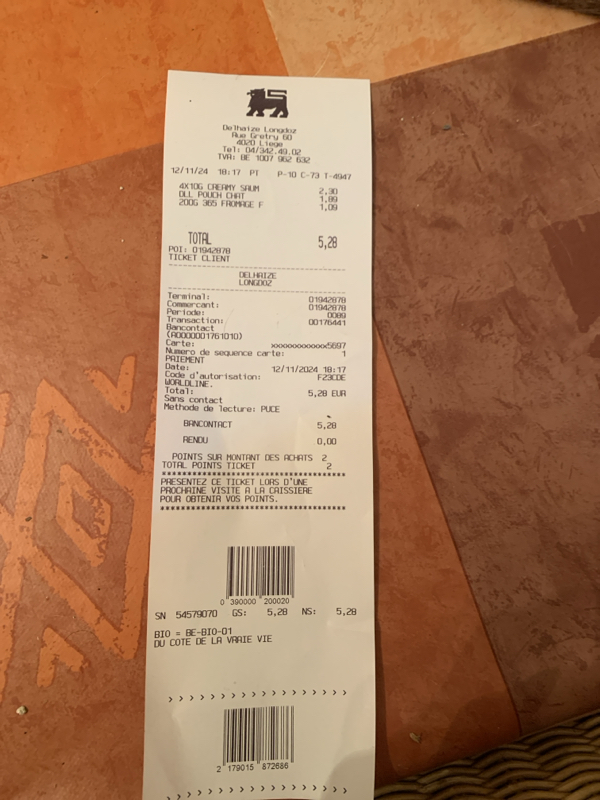 Delhaize Longdoz
Rue Gretry 60
4020 Liege
Tel: 04/342.49.02
TVA: BE 1007 962 632
12/11/24 18:17 PT P-10 C-73 T-4947
4X10G CREAMY SAUM 2,30
DLL POUCH CHAT 1,89
200G 365 FROMAGE F 1,09
TOTAL 5,28
POI: 01942878
TICKET CLIENT
DELHAIZE
LONGDOZ
Terminal: 01942878
Commercant: 01942878
Periode: 0089
Transaction: 00176441
Bancontact
(A0000001761010)
Carte: xxxxxxxxxxxx5697
Numero de sequence carte: 1
PAIEMENT
Date: 12/11/2024 18:17
Code d'autorisation: F23CDE
WORLDLINE.
Total: 5,28 EUR
Sans contact
Methode de lecture: PUCE
BANCONTACT 5,28
RENDU 0,00
POINTS SUR MONTANT DES ACHATS 2
TOTAL POINTS TICKET 2
*****************************************
PRESENTEZ CE TICKET LORS D'UNE
PROCHAINE VISITE A LA CAISSIERE
POUR OBTENIR VOS POINTS.
*****************************************
0 390000 200020
SN 54579070 GS: 5,28 NS: 5,28
BIO = BE-BIO-01
DU COTE DE LA VRAIE VIE
> > > > > > > > > > > > > > > >
2 179015 872686
> > > > > > > > > > > > > > > >